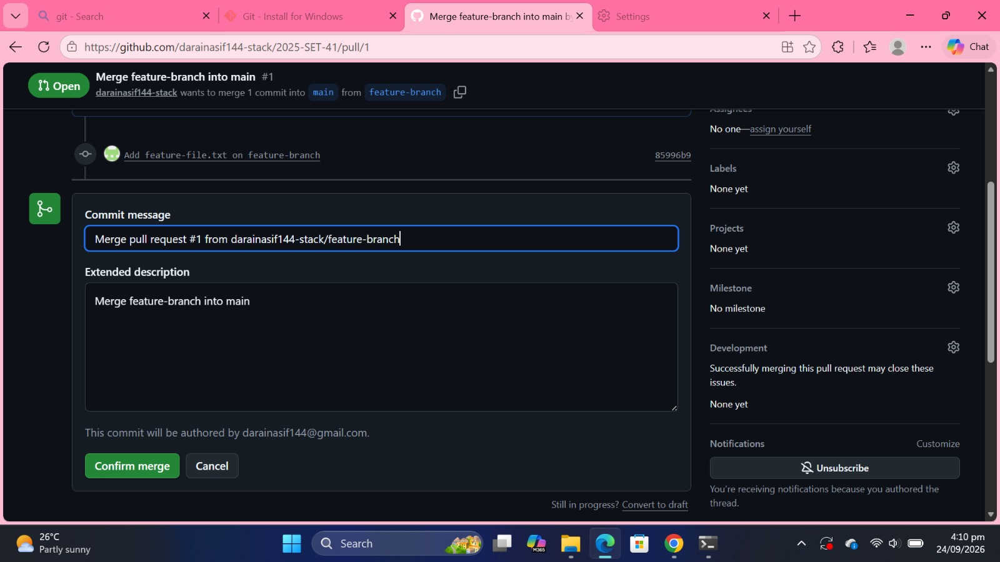 git - Search
Git - Install for Windows
Merge feature-branch into main by
Settings
https://github.com/darainasif144-stack/2025-SET-41/pull/1
Chat
Open
Merge feature-branch into main #1
darainasif144-stack wants to merge 1 commit into main from feature-branch
Assignees
No one—assign yourself
Add feature-file.txt on feature-branch
85996b9
Labels
None yet
Commit message
Merge pull request #1 from darainasif144-stack/feature-branch
Projects
None yet
Extended description
Merge feature-branch into main
Milestone
No milestone
Development
Successfully merging this pull request may close these
issues.
None yet
This commit will be authored by darainasif144@gmail.com.
Confirm merge
Cancel
Notifications
Customize
Unsubscribe
You're receiving notifications because you authored the
thread.
Still in progress? Convert to draft
26°C
Partly sunny
Search
M365
4:10 pm
24/09/2026